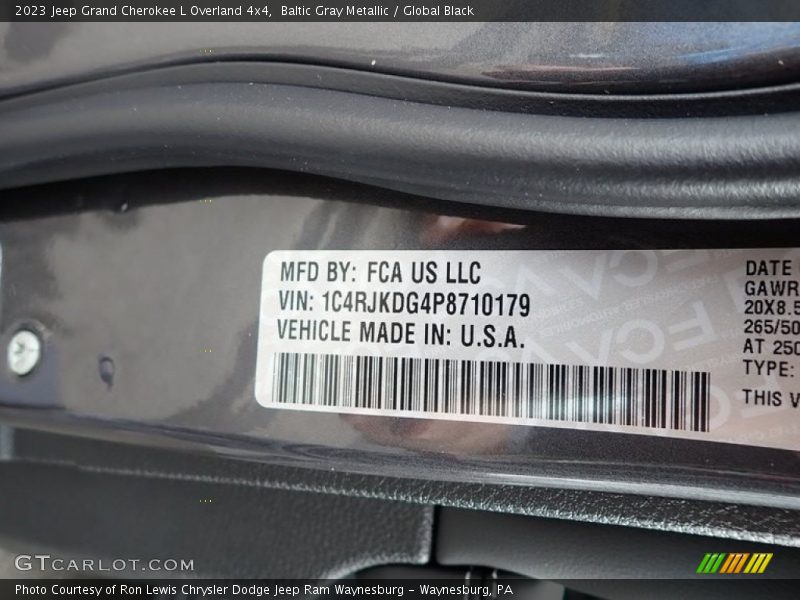 2023 Jeep Grand Cherokee L Overland 4x4, Baltic Gray Metallic / Global Black
MFD BY: FCA US LLC
VIN: 1C4RJKDG4P8710179
VEHICLE MADE IN: U.S.A.
DATE
GAWR
20X8.5
265/50
AT 250
TYPE:
THIS V
GTCARLOT.COM
Photo Courtesy of Ron Lewis Chrysler Dodge Jeep Ram Waynesburg – Waynesburg, PA